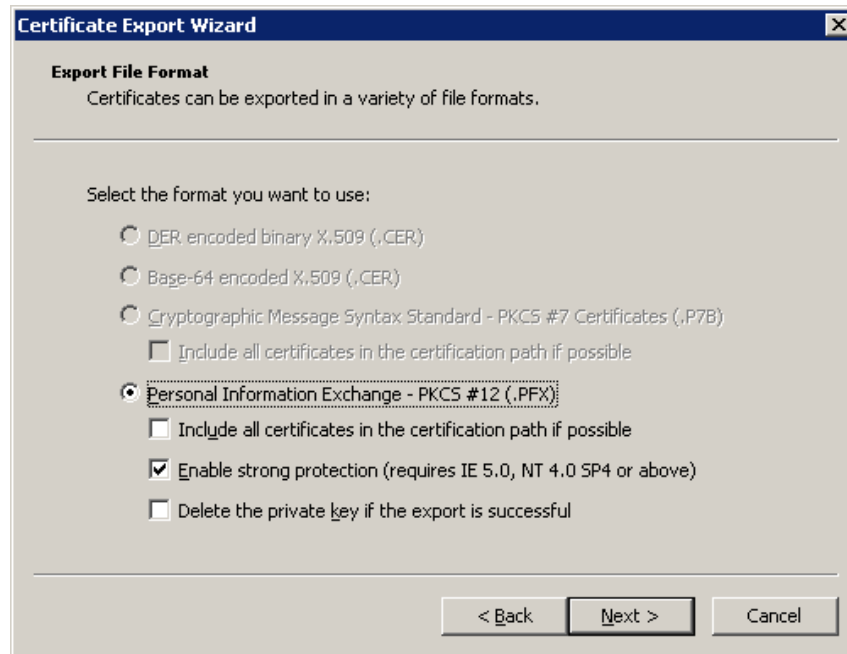 Certificate Export Wizard
Export File Format
Certificates can be exported in a variety of file formats.
Select the format you want to use:
DER encoded binary X.509 (.CER)
Base-64 encoded X.509 (.CER)
Cryptographic Message Syntax Standard - PKCS #7 Certificates (.P7B)
Include all certificates in the certification path if possible
Personal Information Exchange - PKCS #12 (.PFX)
Include all certificates in the certification path if possible
Enable strong protection (requires IE 5.0, NT 4.0 SP4 or above)
Delete the private key if the export is successful
< Back Next > Cancel